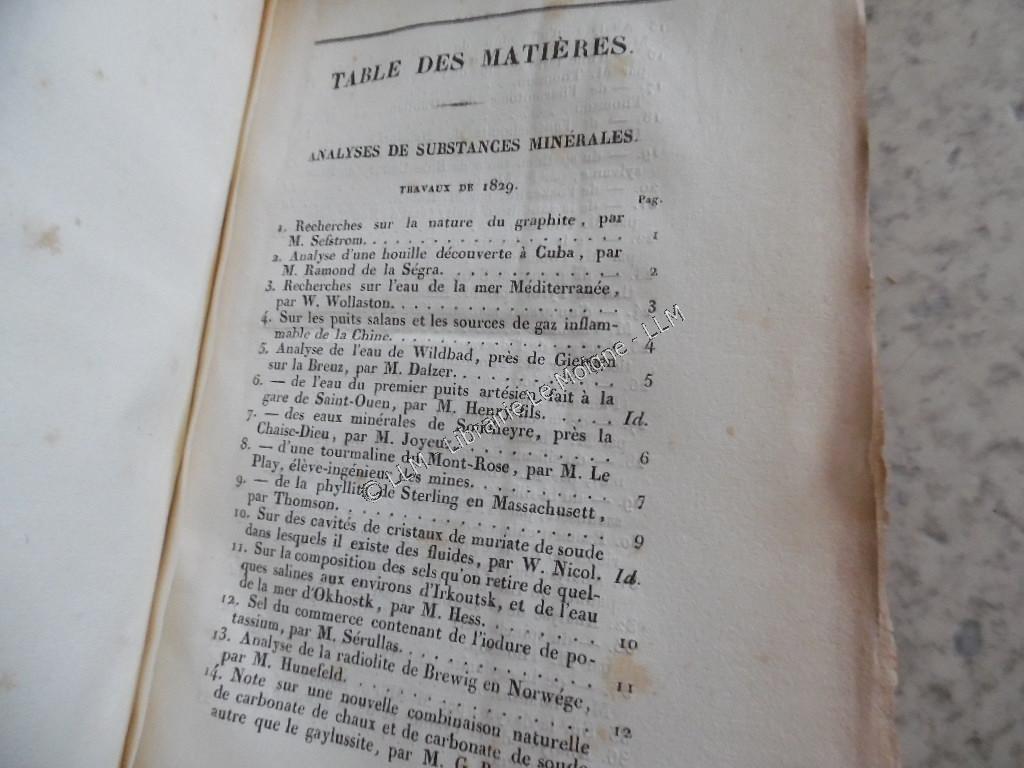 TABLE DES MATIÈRES.
ANALYSES DE SUBSTANCES MINÉRALES.
TRAVAUX DE 1829.
Pag.
1. Recherches sur la nature du graphite, par
M. Sefstrom. . . . . . . . . . . . . . . . . . 1
2. Analyse d'une houille découverte à Cuba, par
M. Ramond de la Ségra. . . . . . . . . . . . 2
3. Recherches sur l'eau de la mer Méditerranée,
par W. Wollaston. . . . . . . . . . . . . . . 3
4. Sur les puits salans et les sources de gaz inflam-
mable de la Chine. . . . . . . . . . . . . . . 4
5. Analyse de l'eau de Wildbad, près de
sur la Breuz, par M. Dalzer. . . . . . . . . . 5
6. — de l'eau du premier puits artésien fait à la
gare de Saint-Ouen, par M. Henry fils. . . . . Id.
7. — des eaux minérales de près la
Chaise-Dieu, par M. Joyeux. . . . . . . . . . 6
8. — d'une tourmaline du Mont-Rose, par M. Le
Play, élève-ingénieur des mines. . . . . . . . . 7
9. — de la phyllite de Sterling en Massachusett,
par Thomson. . . . . . . . . . . . . . . . . 9
10. Sur des cavités de cristaux de muriate de soude
dans lesquels il existe des fluides, par W. Nicol. Id.
11. Sur la composition des sels qu'on retire de quel-
ques salines aux environs d'Irkoutsk, et de l'eau
de la mer d'Okhostk, par M. Hess. . . . . . . 10
12. Sel du commerce contenant de l'iodure de po-
tassium, par M. Sérullas. . . . . . . . . . . . 11
13. Analyse de la radiolite de Brewig en Norwége,
par M. Hunefeld. . . . . . . . . . . . . . . . 12
14. Note sur une nouvelle combinaison naturelle
de carbonate de chaux et de carbonate de soude
autre que le gaylussite, par M.
© LLM - Librairie Le Moigne - LLM